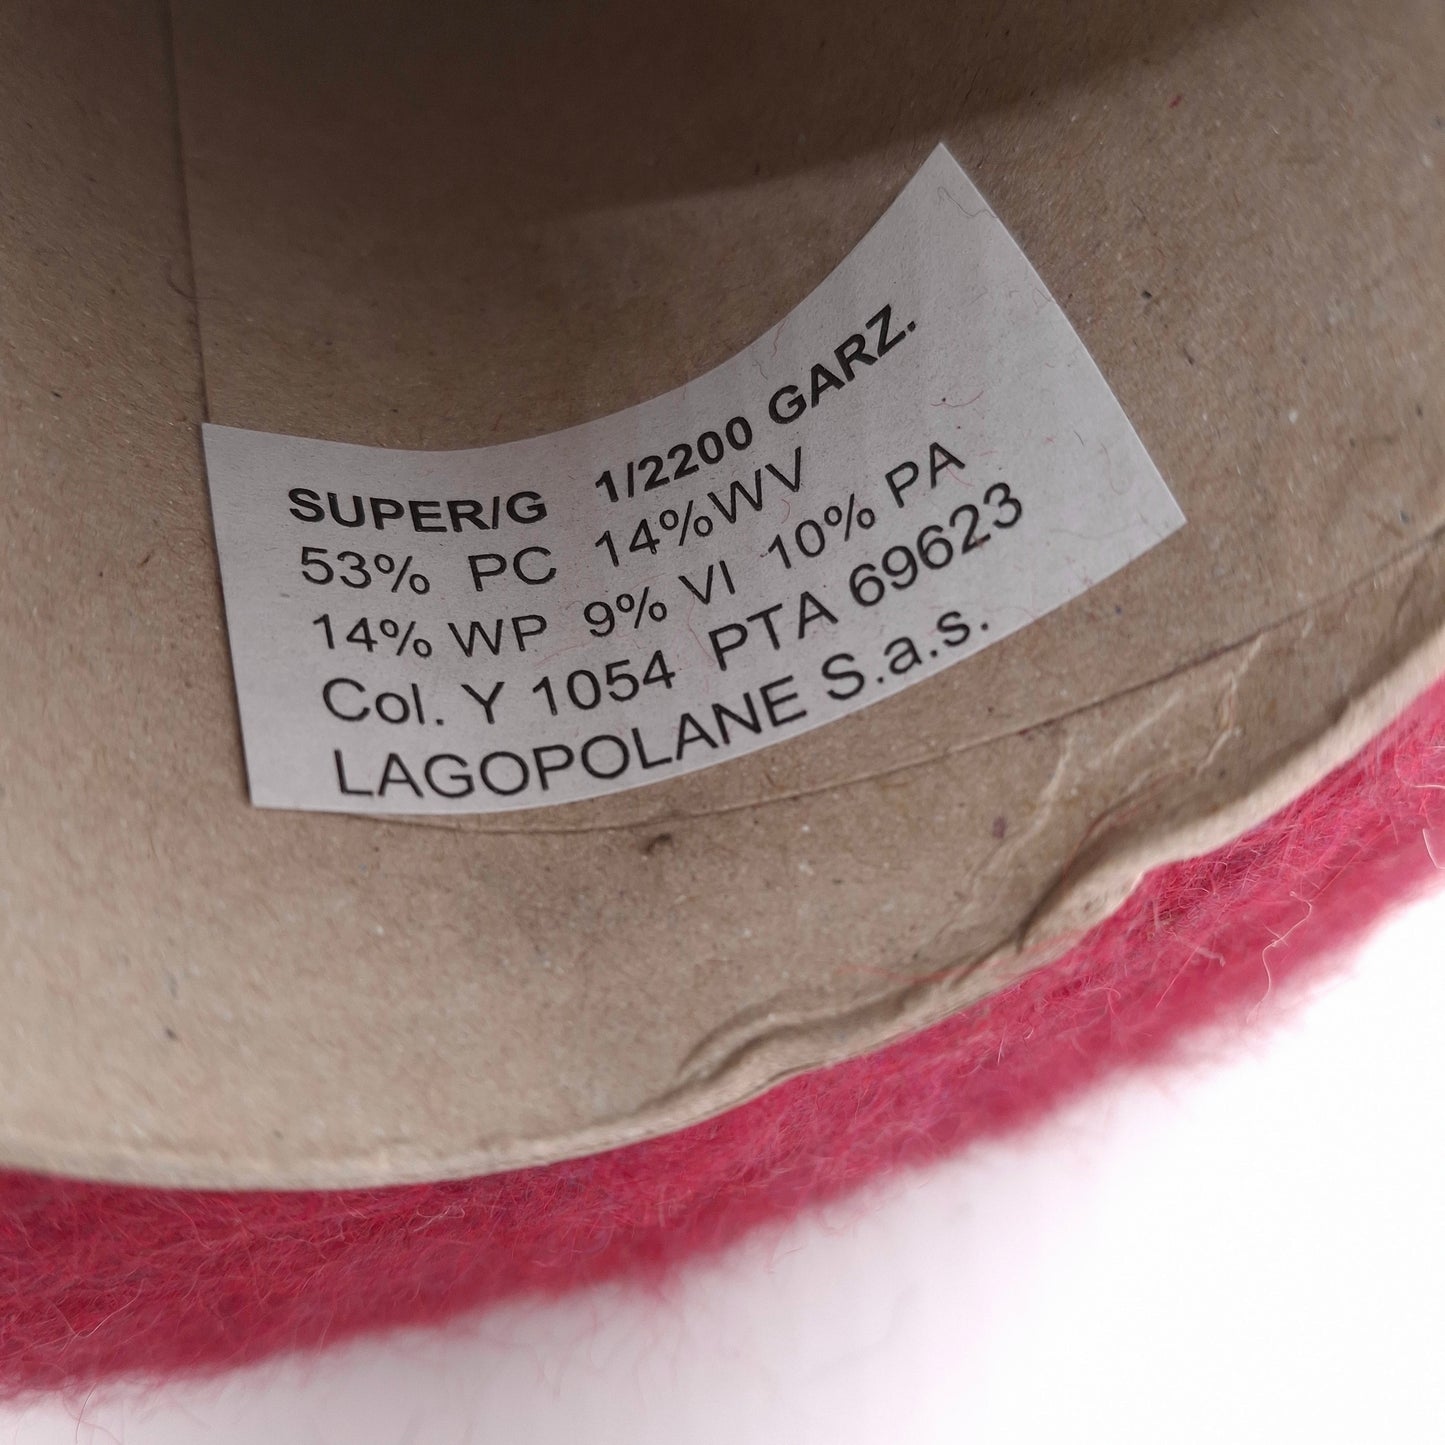 SUPER/G 1/2200 GARZ.
53% PC 14%WV
14% WP 9% VI 10% PA
Col. Y 1054 PTA 69623
LAGOPOLANE S.a.s.